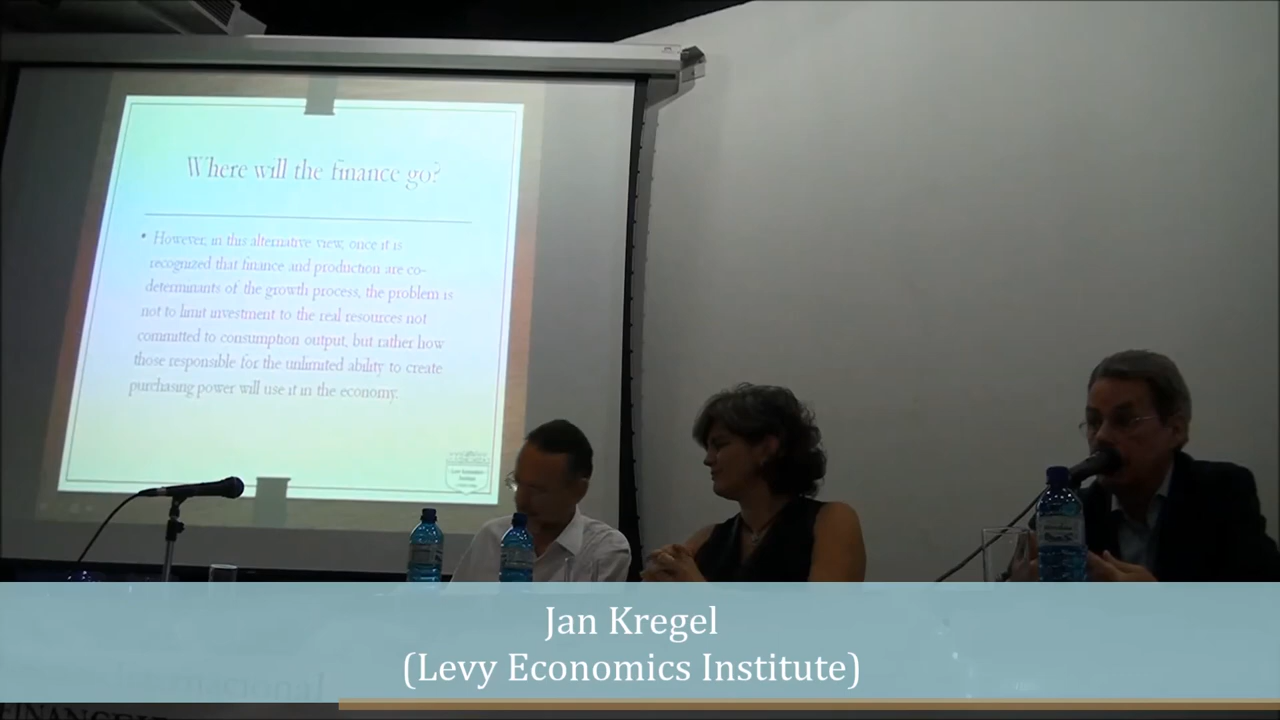 Where will the finance go?
• However, in this alternative view, once it is
recognized that finance and production are co-
determinants of the growth process, the problem is
not to limit investment to the real resources not
committed to consumption output, but rather how
those responsible for the unlimited ability to create
purchasing power will use it in the economy.
Levy Economics
Institute
Jan Kregel
(Levy Economics Institute)